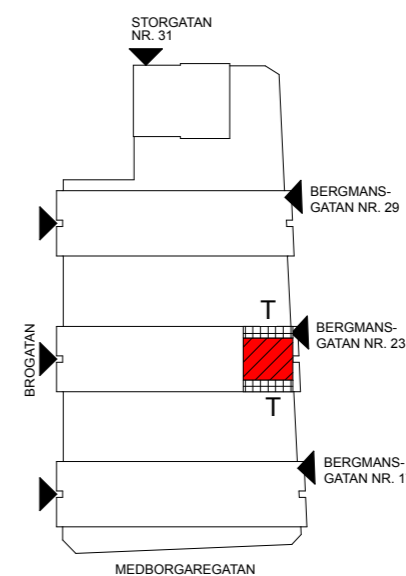 STORGATAN
NR. 31
BERGMANS-
GATAN NR. 29
T
BERGMANS-
GATAN NR. 23
BROGATAN
T
BERGMANS-
GATAN NR. 1
MEDBORGAREGATAN